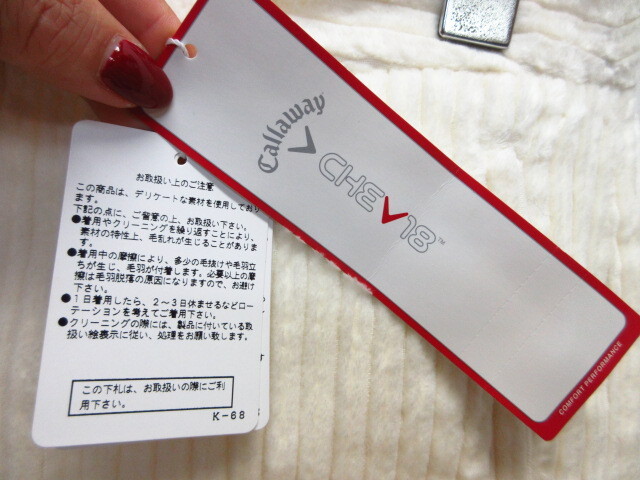 Callaway
CHEV18™
COMFORT PERFORMANCE
お取扱い上のご注意
この商品は、デリケートな素材を使用しており
ます。
下記の点に、ご留意の上、お取扱い下さい。
●着用やクリーニングを繰り返すことにより、
素材の特性上、毛乱れが生じることがありま
す。
●着用中の摩擦により、多少の毛抜けや毛羽立
ちが生じ、毛羽が付着します。必要以上の摩
擦は毛羽脱落の原因になりますので、お避け
下さい。
●1日着用したら、2～3日休ませるなどロー
テーションを考えてご着用下さい。
●クリーニングの際には、製品に付いている取
扱い絵表示に従い、処理をお願い致します。
この下札は、お取扱いの際にご利
用下さい。
K-68